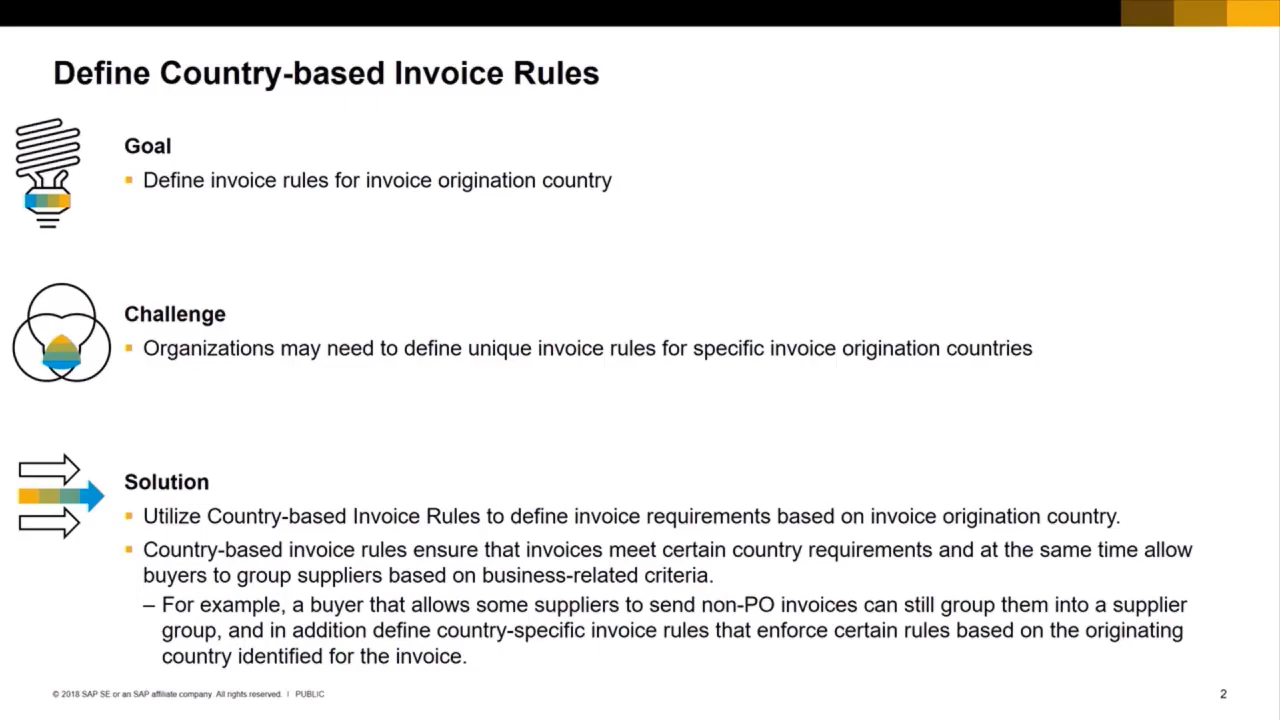 Define Country-based Invoice Rules
Goal
▪ Define invoice rules for invoice origination country
Challenge
▪ Organizations may need to define unique invoice rules for specific invoice origination countries
Solution
▪ Utilize Country-based Invoice Rules to define invoice requirements based on invoice origination country.
▪ Country-based invoice rules ensure that invoices meet certain country requirements and at the same time allow
buyers to group suppliers based on business-related criteria.
– For example, a buyer that allows some suppliers to send non-PO invoices can still group them into a supplier
group, and in addition define country-specific invoice rules that enforce certain rules based on the originating
country identified for the invoice.
© 2018 SAP SE or an SAP affiliate company. All rights reserved. | PUBLIC
2